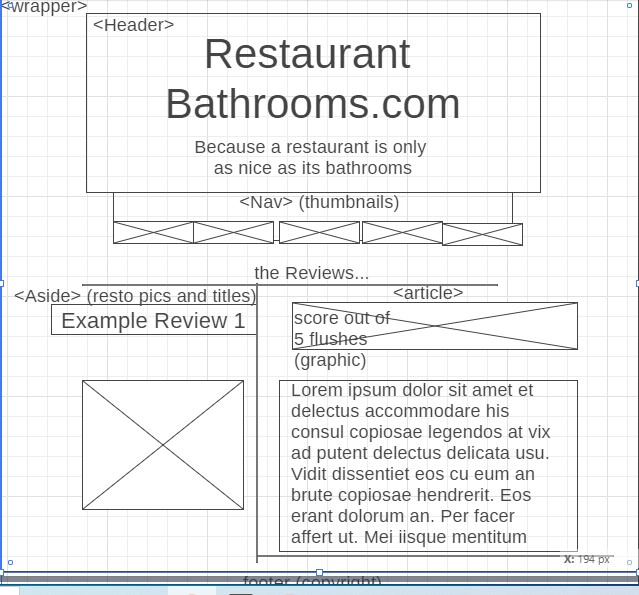 <wrapper>
<Header>
Restaurant
Bathrooms.com
Because a restaurant is only
as nice as its bathrooms
<Nav> (thumbnails)
the Reviews...
<Aside> (resto pics and titles)
Example Review 1
<article>
score out of
5 flushes
(graphic)
Lorem ipsum dolor sit amet et
delectus accommodare his
consul copiosae legendos at vix
ad putent delectus delicata usu.
Vidit dissentiet eos cu eum an
brute copiosae hendrerit. Eos
erant dolorum an. Per facer
affert ut. Mei iisque mentitum
X: 194 px
footer (copyright)